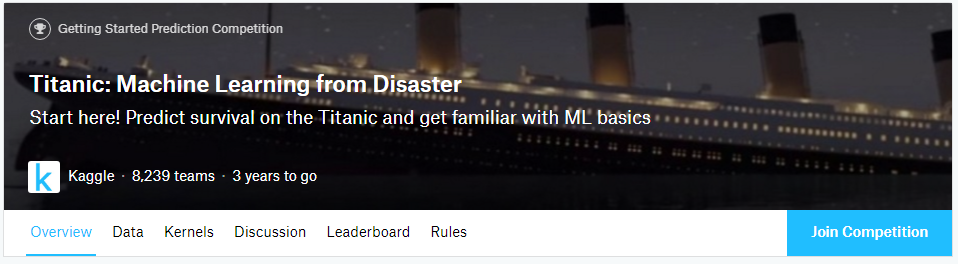 Getting Started Prediction Competition
Titanic: Machine Learning from Disaster
Start here! Predict survival on the Titanic and get familiar with ML basics
k Kaggle · 8,239 teams · 3 years to go
Overview Data Kernels Discussion Leaderboard Rules Join Competition